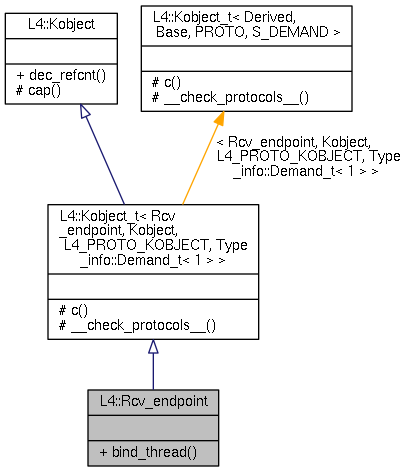 L4::Kobject
+ dec_refcnt()
# cap()
L4::Kobject_t< Derived,
Base, PROTO, S_DEMAND >
# c()
# __check_protocols__()
< Rcv_endpoint, Kobject,
L4_PROTO_KOBJECT, Type
_info::Demand_t< 1 > >
L4::Kobject_t< Rcv
_endpoint, Kobject,
L4_PROTO_KOBJECT, Type
_info::Demand_t< 1 > >
# c()
# __check_protocols__()
L4::Rcv_endpoint
+ bind_thread()